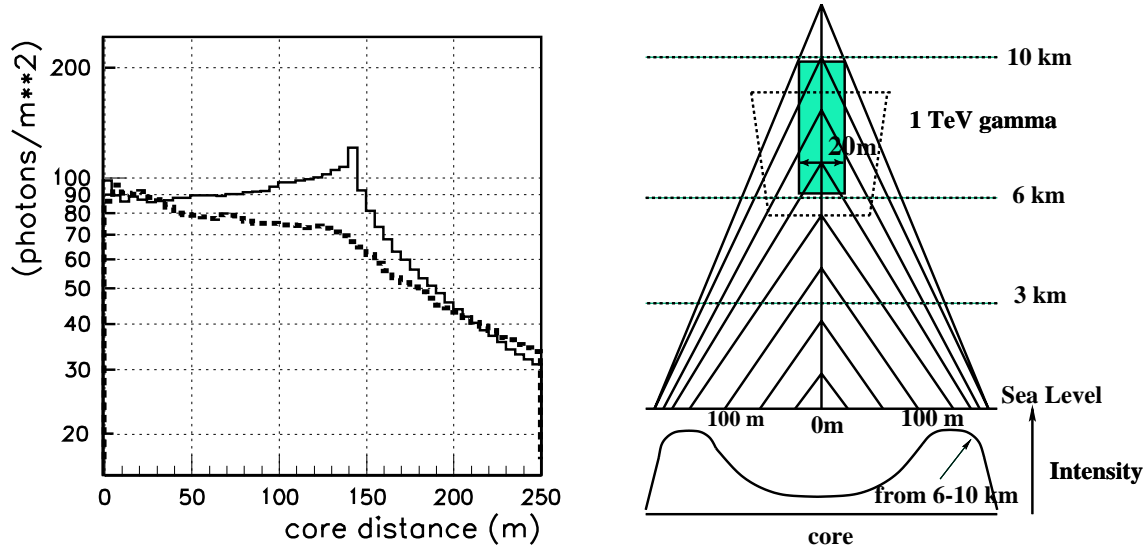 (photons/m**2)
200
100
90
80
70
60
50
40
30
20
0
50
100
150
200
250
core distance (m)
10 km
1 TeV gamma
20m
6 km
3 km
Sea Level
100 m
0m
100 m
Intensity
from 6-10 km
core